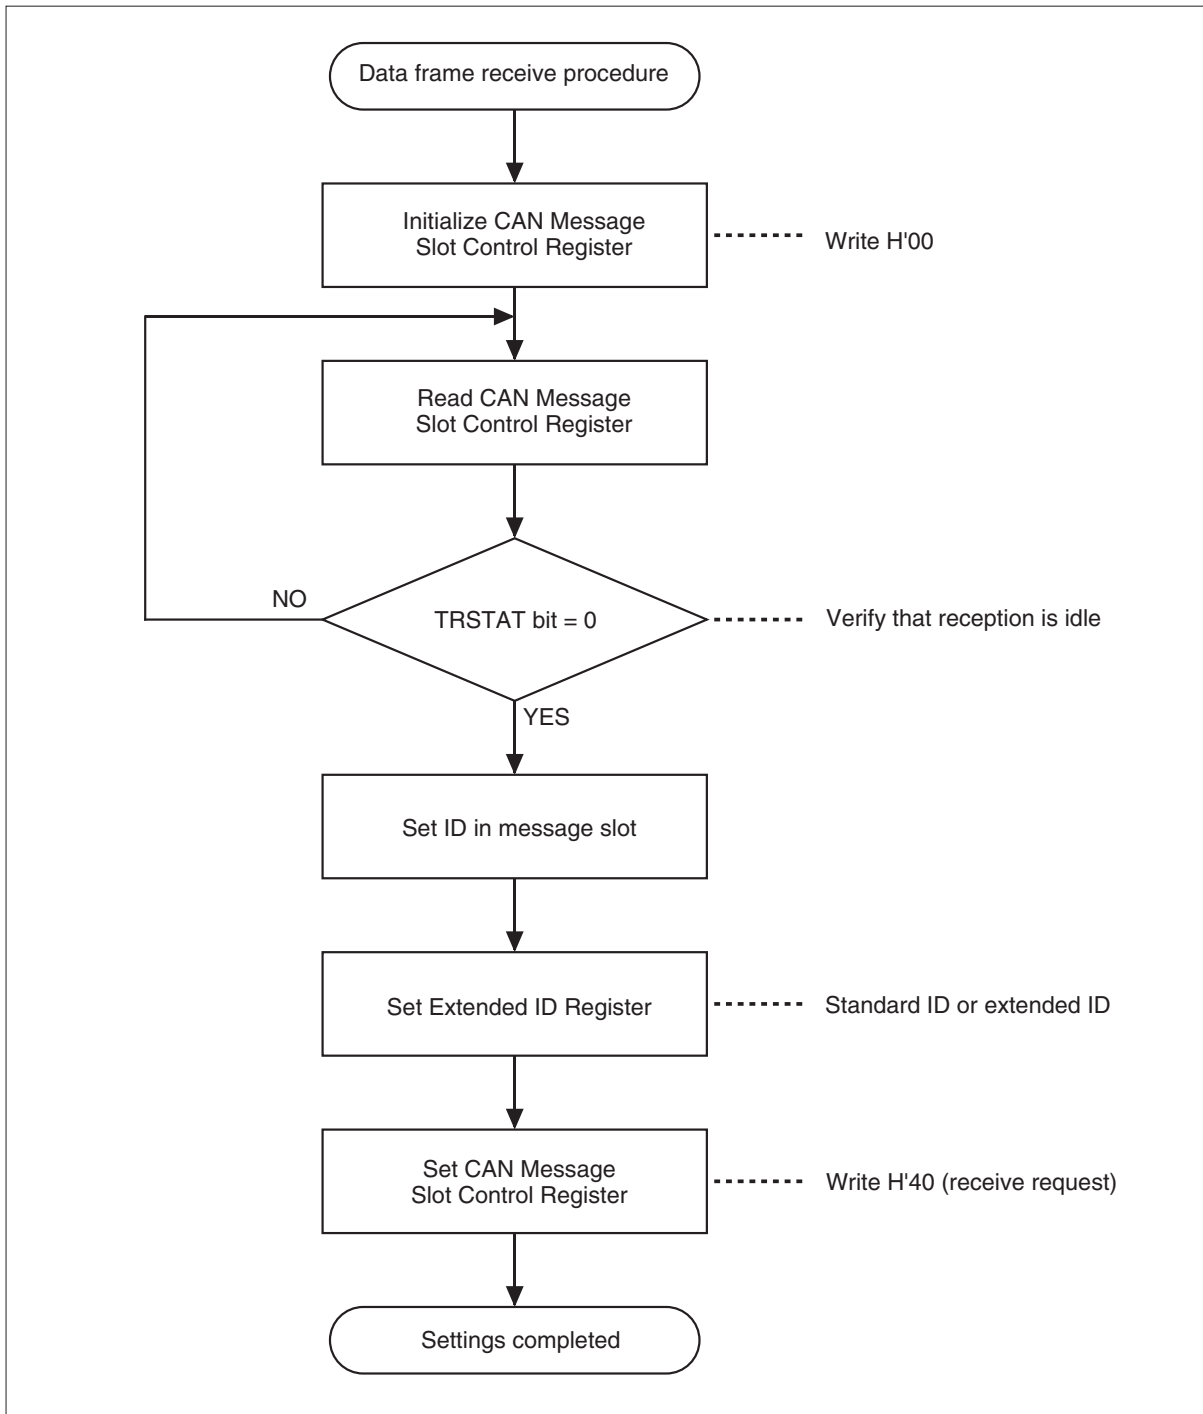 Data frame receive procedure
Initialize CAN Message
Slot Control Register
Write H'00
Read CAN Message
Slot Control Register
NO
TRSTAT bit = 0
Verify that reception is idle
YES
Set ID in message slot
Set Extended ID Register
Standard ID or extended ID
Set CAN Message
Slot Control Register
Write H'40 (receive request)
Settings completed